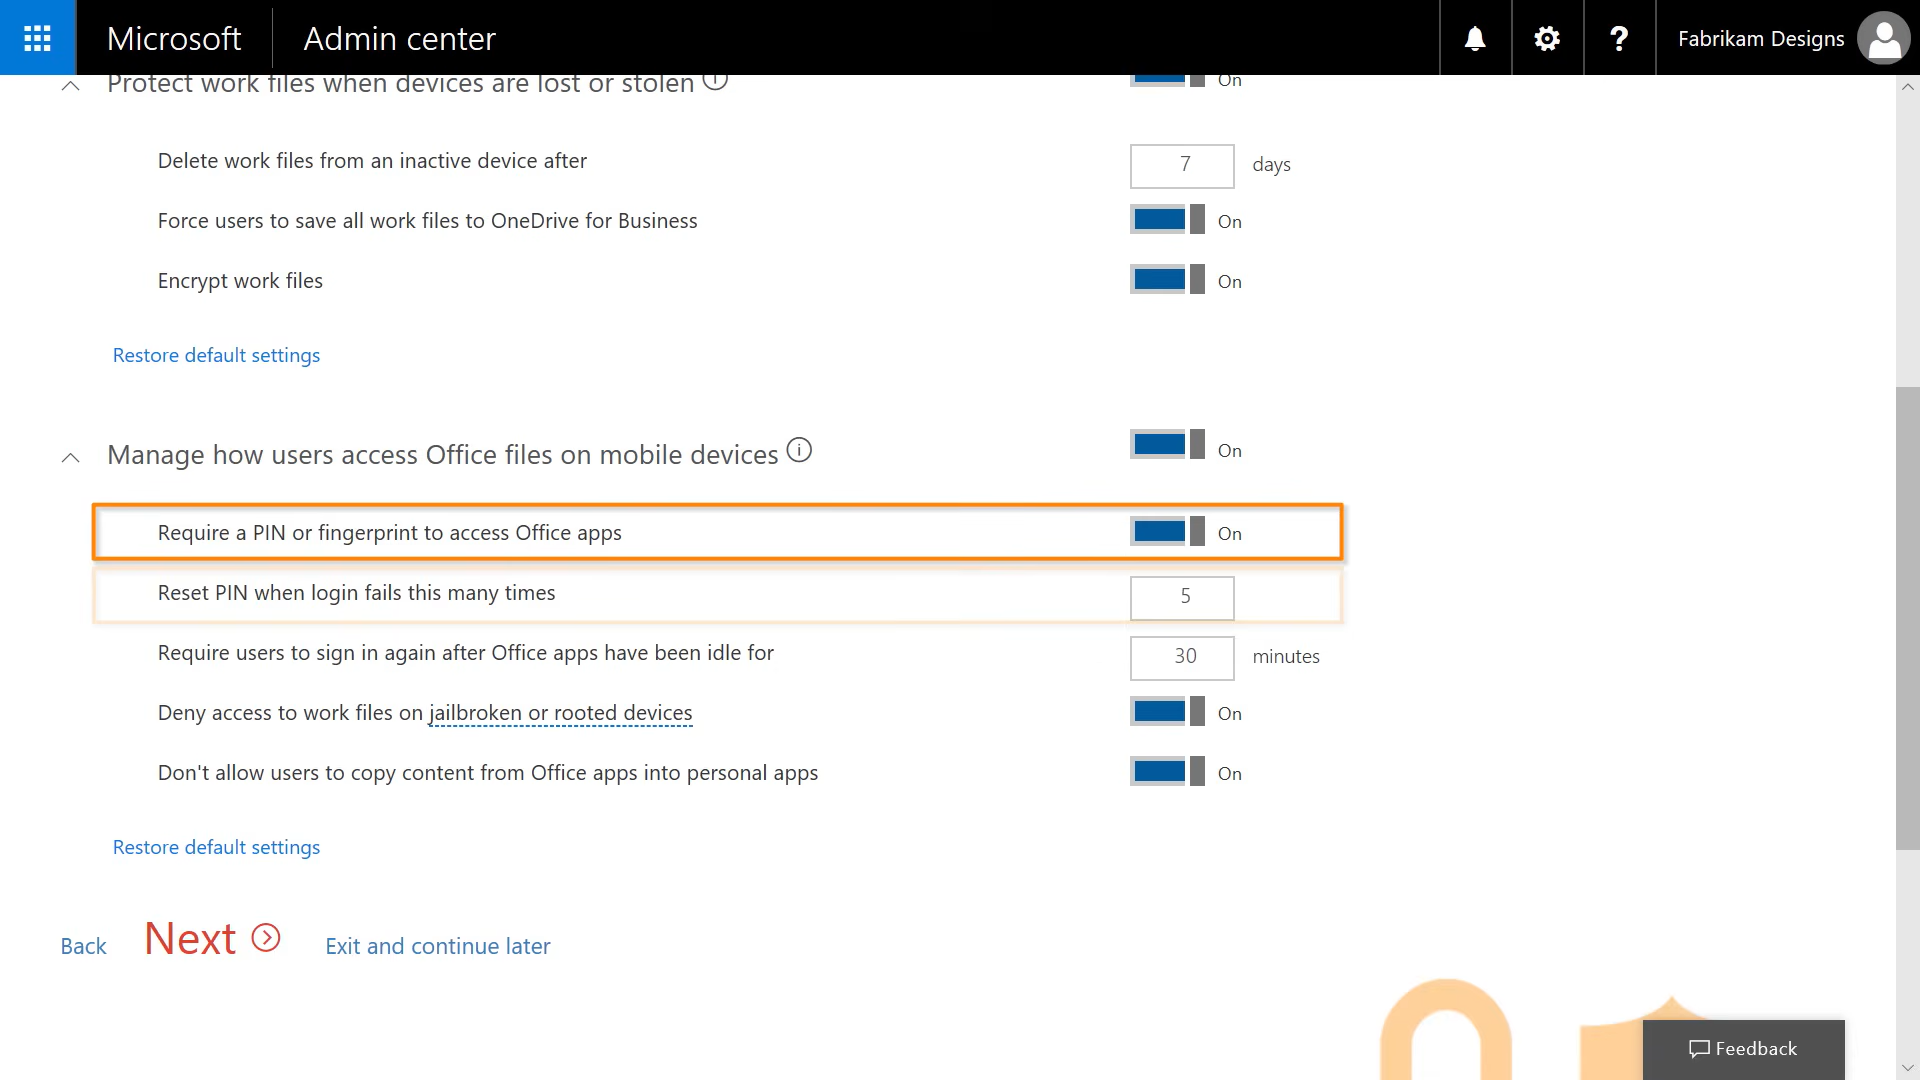 Microsoft
Admin center
?
Fabrikam Designs
Protect work files when devices are lost or stolen
On
Delete work files from an inactive device after
7
days
Force users to save all work files to OneDrive for Business
On
Encrypt work files
On
Restore default settings
Manage how users access Office files on mobile devices
On
Require a PIN or fingerprint to access Office apps
On
Reset PIN when login fails this many times
5
Require users to sign in again after Office apps have been idle for
30
minutes
Deny access to work files on jailbroken or rooted devices
On
Don't allow users to copy content from Office apps into personal apps
On
Restore default settings
Back
Next
Exit and continue later
Feedback